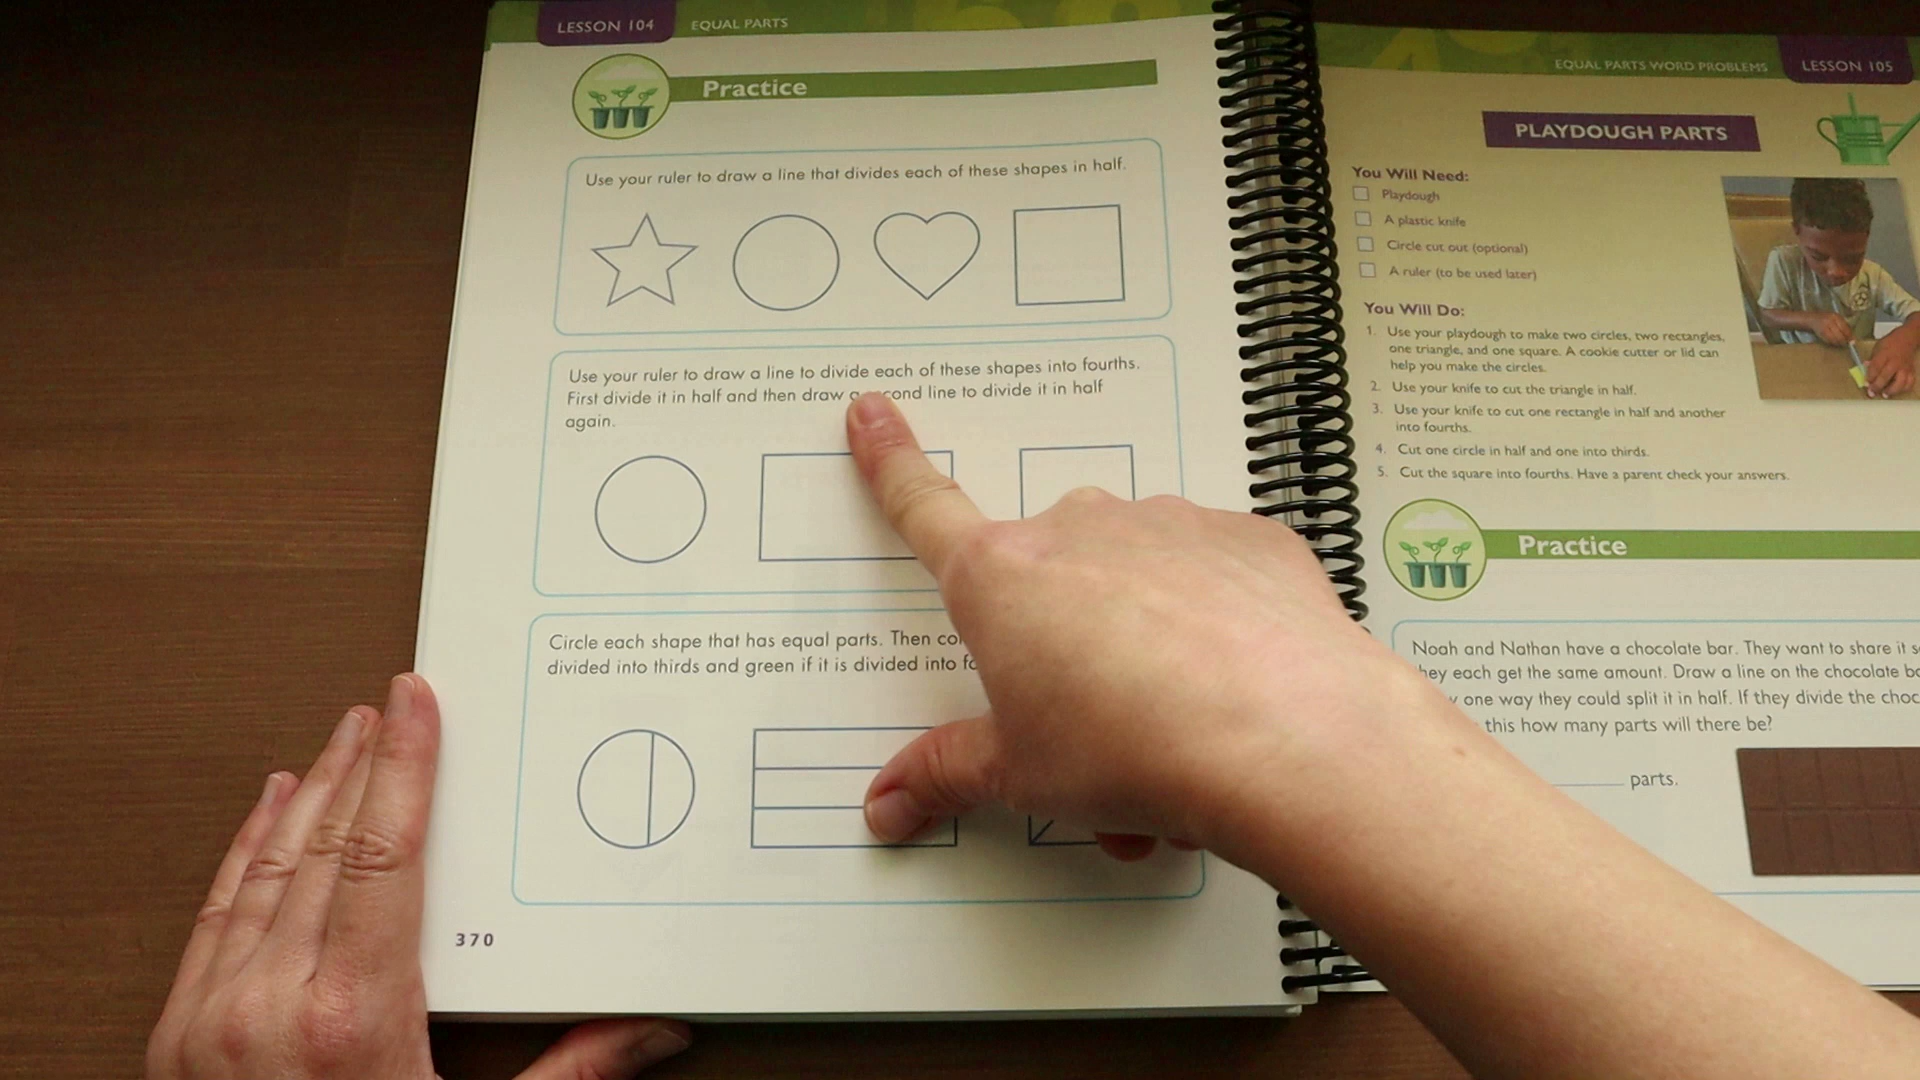 LESSON 104 EQUAL PARTS
Practice
Use your ruler to draw a line that divides each of these shapes in half.
Use your ruler to draw a line to divide each of these shapes into fourths.
First divide it in half and then draw line to divide it in half
again.
Circle each shape that has equal parts. Then
divided into thirds and green if it is divided into
370
EQUAL PARTS WORD PROBLEMS LESSON 105
PLAYDOUGH PARTS
You Will Need:
Playdough
A plastic knife
Circle cut out (optional)
A ruler (to be used later)
You Will Do:
1. Use your playdough to make two circles, two rectangles,
one triangle, and one square. A cookie cutter or lid can
help you make the circles.
2. Use your knife to cut the triangle in half.
3. Use your knife to cut one rectangle in half and another
into fourths.
4. Cut one circle in half and one into thirds.
5. Cut the square into fourths. Have a parent check your answers.
Practice
Noah and Nathan have a chocolate bar. They want to share it
each get the same amount. Draw a line on the chocolate
one way they could split it in half. If they divide the
this how many parts will there be?
parts.